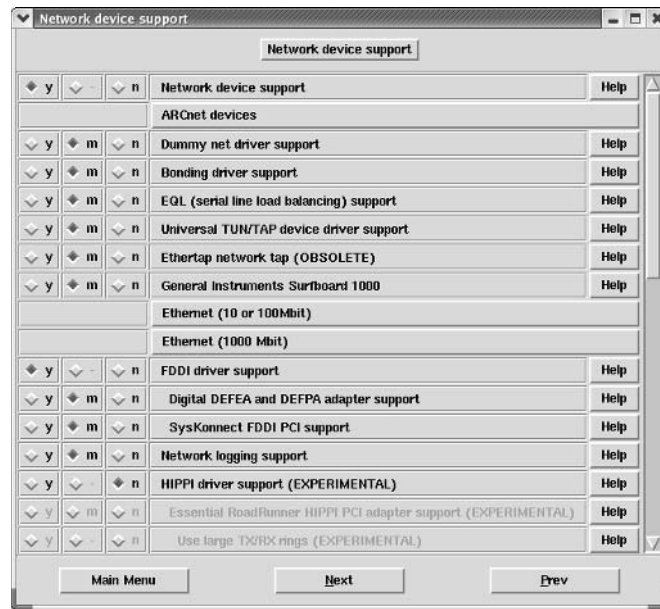 Network device support
Network device support
y - n Network device support Help
ARCnet devices
y m n Dummy net driver support Help
y m n Bonding driver support Help
y m n EQL (serial line load balancing) support Help
y m n Universal TUN/TAP device driver support Help
y m n Ethertap network tap (OBSOLETE) Help
y m n General Instruments Surfboard 1000 Help
Ethernet (10 or 100Mbit)
Ethernet (1000 Mbit)
y - n FDDI driver support Help
y m n Digital DEFEA and DEFPA adapter support Help
y m n SysKonnect FDDI PCI support Help
y m n Network logging support Help
y - n HIPPI driver support (EXPERIMENTAL) Help
y m n Essential RoadRunner HIPPI PCI adapter support (EXPERIMENTAL) Help
y - n Use large TX/RX rings (EXPERIMENTAL) Help
Main Menu Next Prev